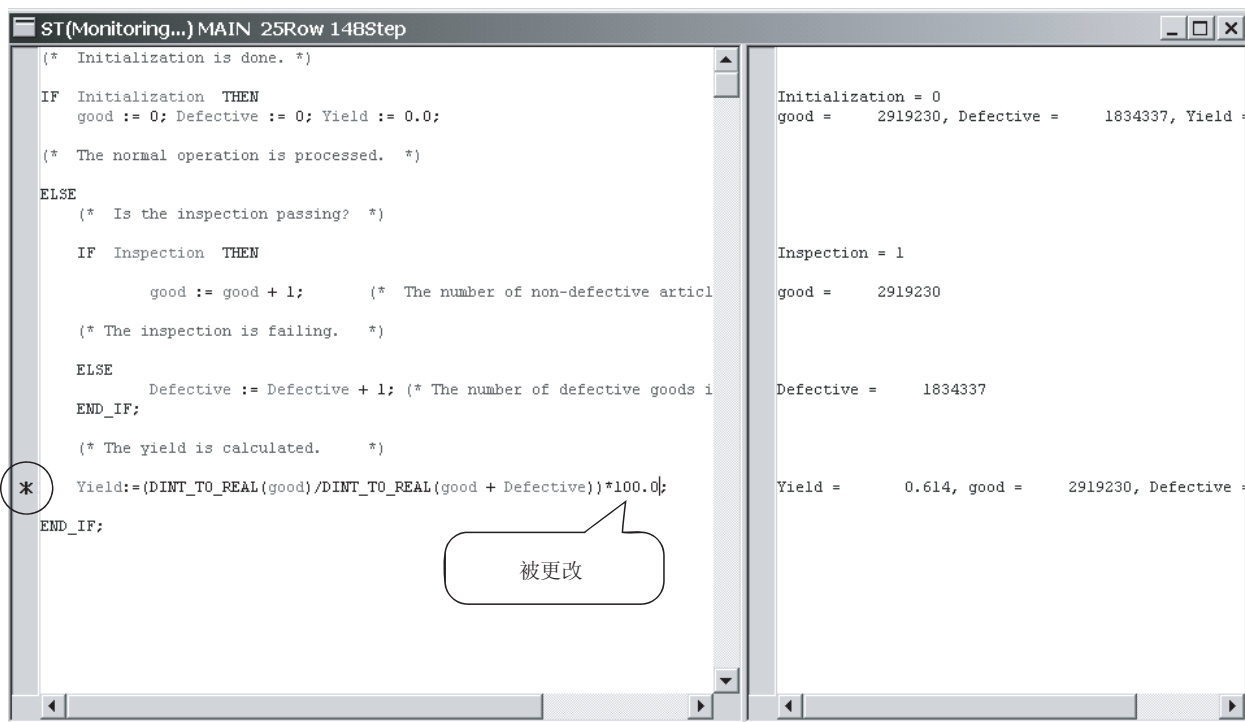 ST(Monitoring...) MAIN 25Row 148Step
(* Initialization is done. *)
IF Initialization THEN
good := 0; Defective := 0; Yield := 0.0;
(* The normal operation is processed. *)
ELSE
(* Is the inspection passing? *)
IF Inspection THEN
good := good + 1; (* The number of non-defective articl
(* The inspection is failing. *)
ELSE
Defective := Defective + 1; (* The number of defective goods i
END_IF;
(* The yield is calculated. *)
* Yield:=(DINT_TO_REAL(good)/DINT_TO_REAL(good + Defective))*100.0;
END_IF;
被更改
Initialization = 0
good = 2919230, Defective = 1834337, Yield =
Inspection = 1
good = 2919230
Defective = 1834337
Yield = 0.614, good = 2919230, Defective =